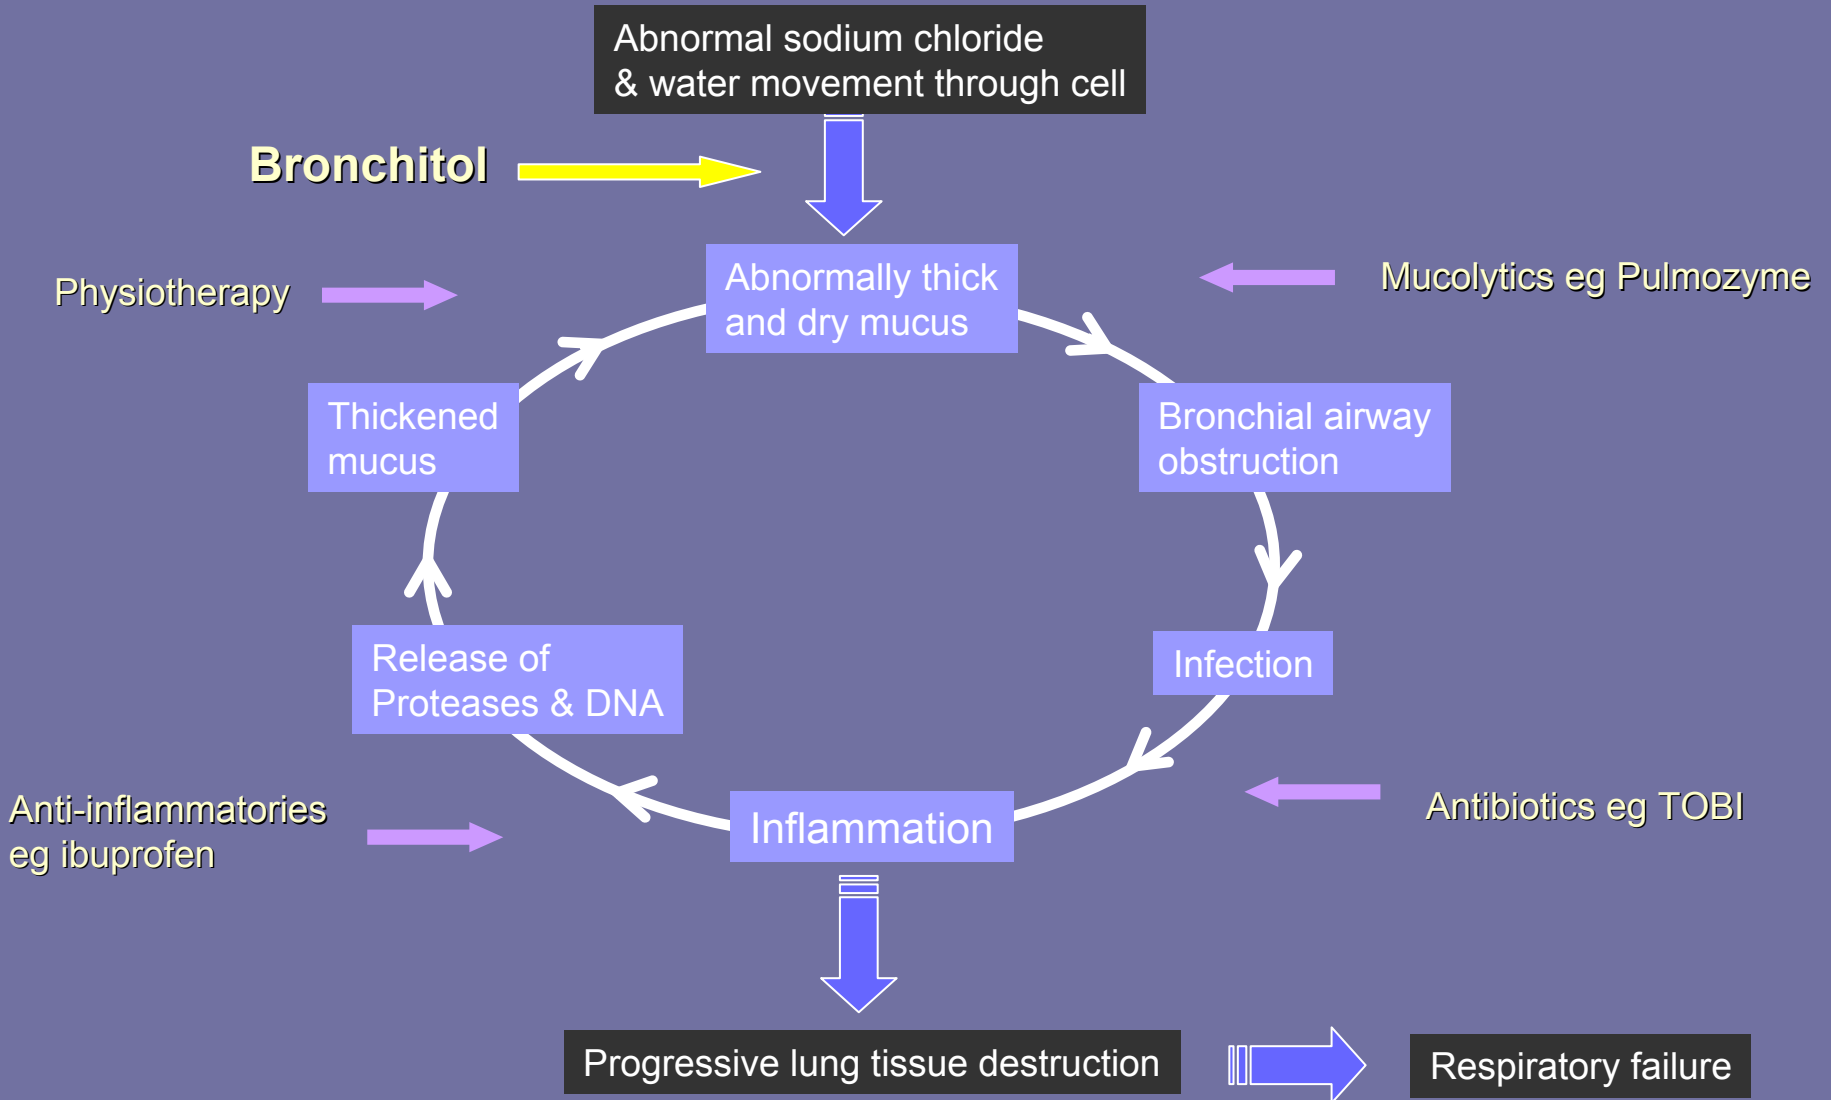 Abnormal sodium chloride
& water movement through cell
Bronchitol
Physiotherapy
Abnormally thick
and dry mucus
Mucolytics eg Pulmozyme
Thickened
mucus
Bronchial airway
obstruction
Release of
Proteases & DNA
Infection
Anti-inflammatories
eg ibuprofen
Inflammation
Antibiotics eg TOBI
Progressive lung tissue destruction
Respiratory failure